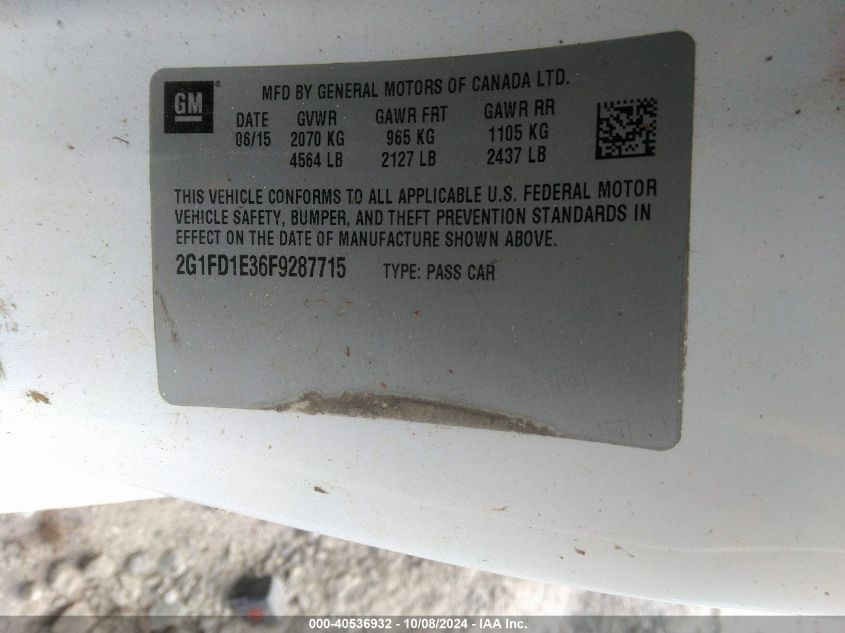 GM®
MFD BY GENERAL MOTORS OF CANADA LTD.
DATE GVWR GAWR FRT GAWR RR
06/15 2070 KG 965 KG 1105 KG
4564 LB 2127 LB 2437 LB
THIS VEHICLE CONFORMS TO ALL APPLICABLE U.S. FEDERAL MOTOR
VEHICLE SAFETY, BUMPER, AND THEFT PREVENTION STANDARDS IN
EFFECT ON THE DATE OF MANUFACTURE SHOWN ABOVE.
2G1FD1E36F9287715 TYPE: PASS CAR
000-40536932 - 10/08/2024 - IAA Inc.